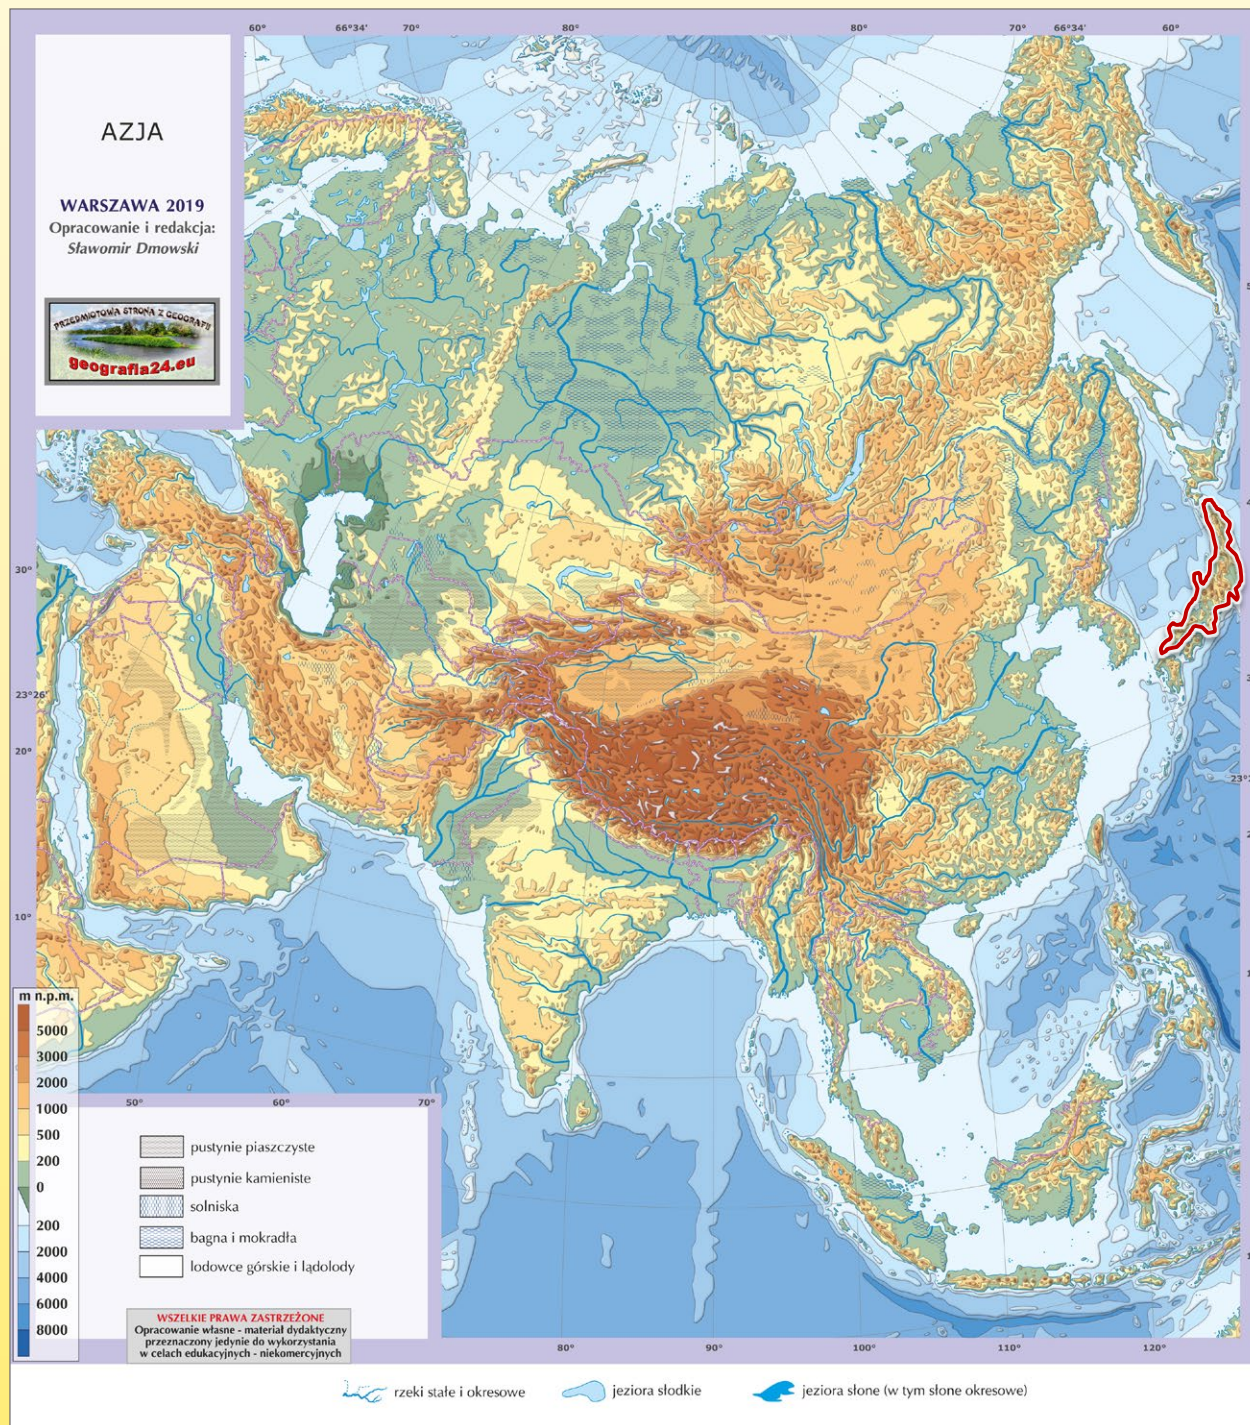 60° 66°34' 70° 80° 80° 70° 66°34' 60°
AZJA
WARSZAWA 2019
Opracowanie i redakcja:
Sławomir Dmowski
PRZEDMIOTOWA STRONA Z GEOGRAFII
geografia24.eu
30°
23°26'
20°
10°
m n.p.m.
5000
3000
2000
1000
500
200
0
200
2000
4000
6000
8000
50° 60° 70°
pustynie piaszczyste
pustynie kamieniste
solniska
bagna i mokradła
lodowce górskie i lądolody
WSZELKIE PRAWA ZASTRZEŻONE
Opracowanie własne - materiał dydaktyczny
przeznaczony jedynie do wykorzystania
w celach edukacyjnych - niekomercyjnych
80° 90° 100° 110° 120°
rzeki stałe i okresowe
jeziora słodkie
jeziora słone (w tym słone okresowe)